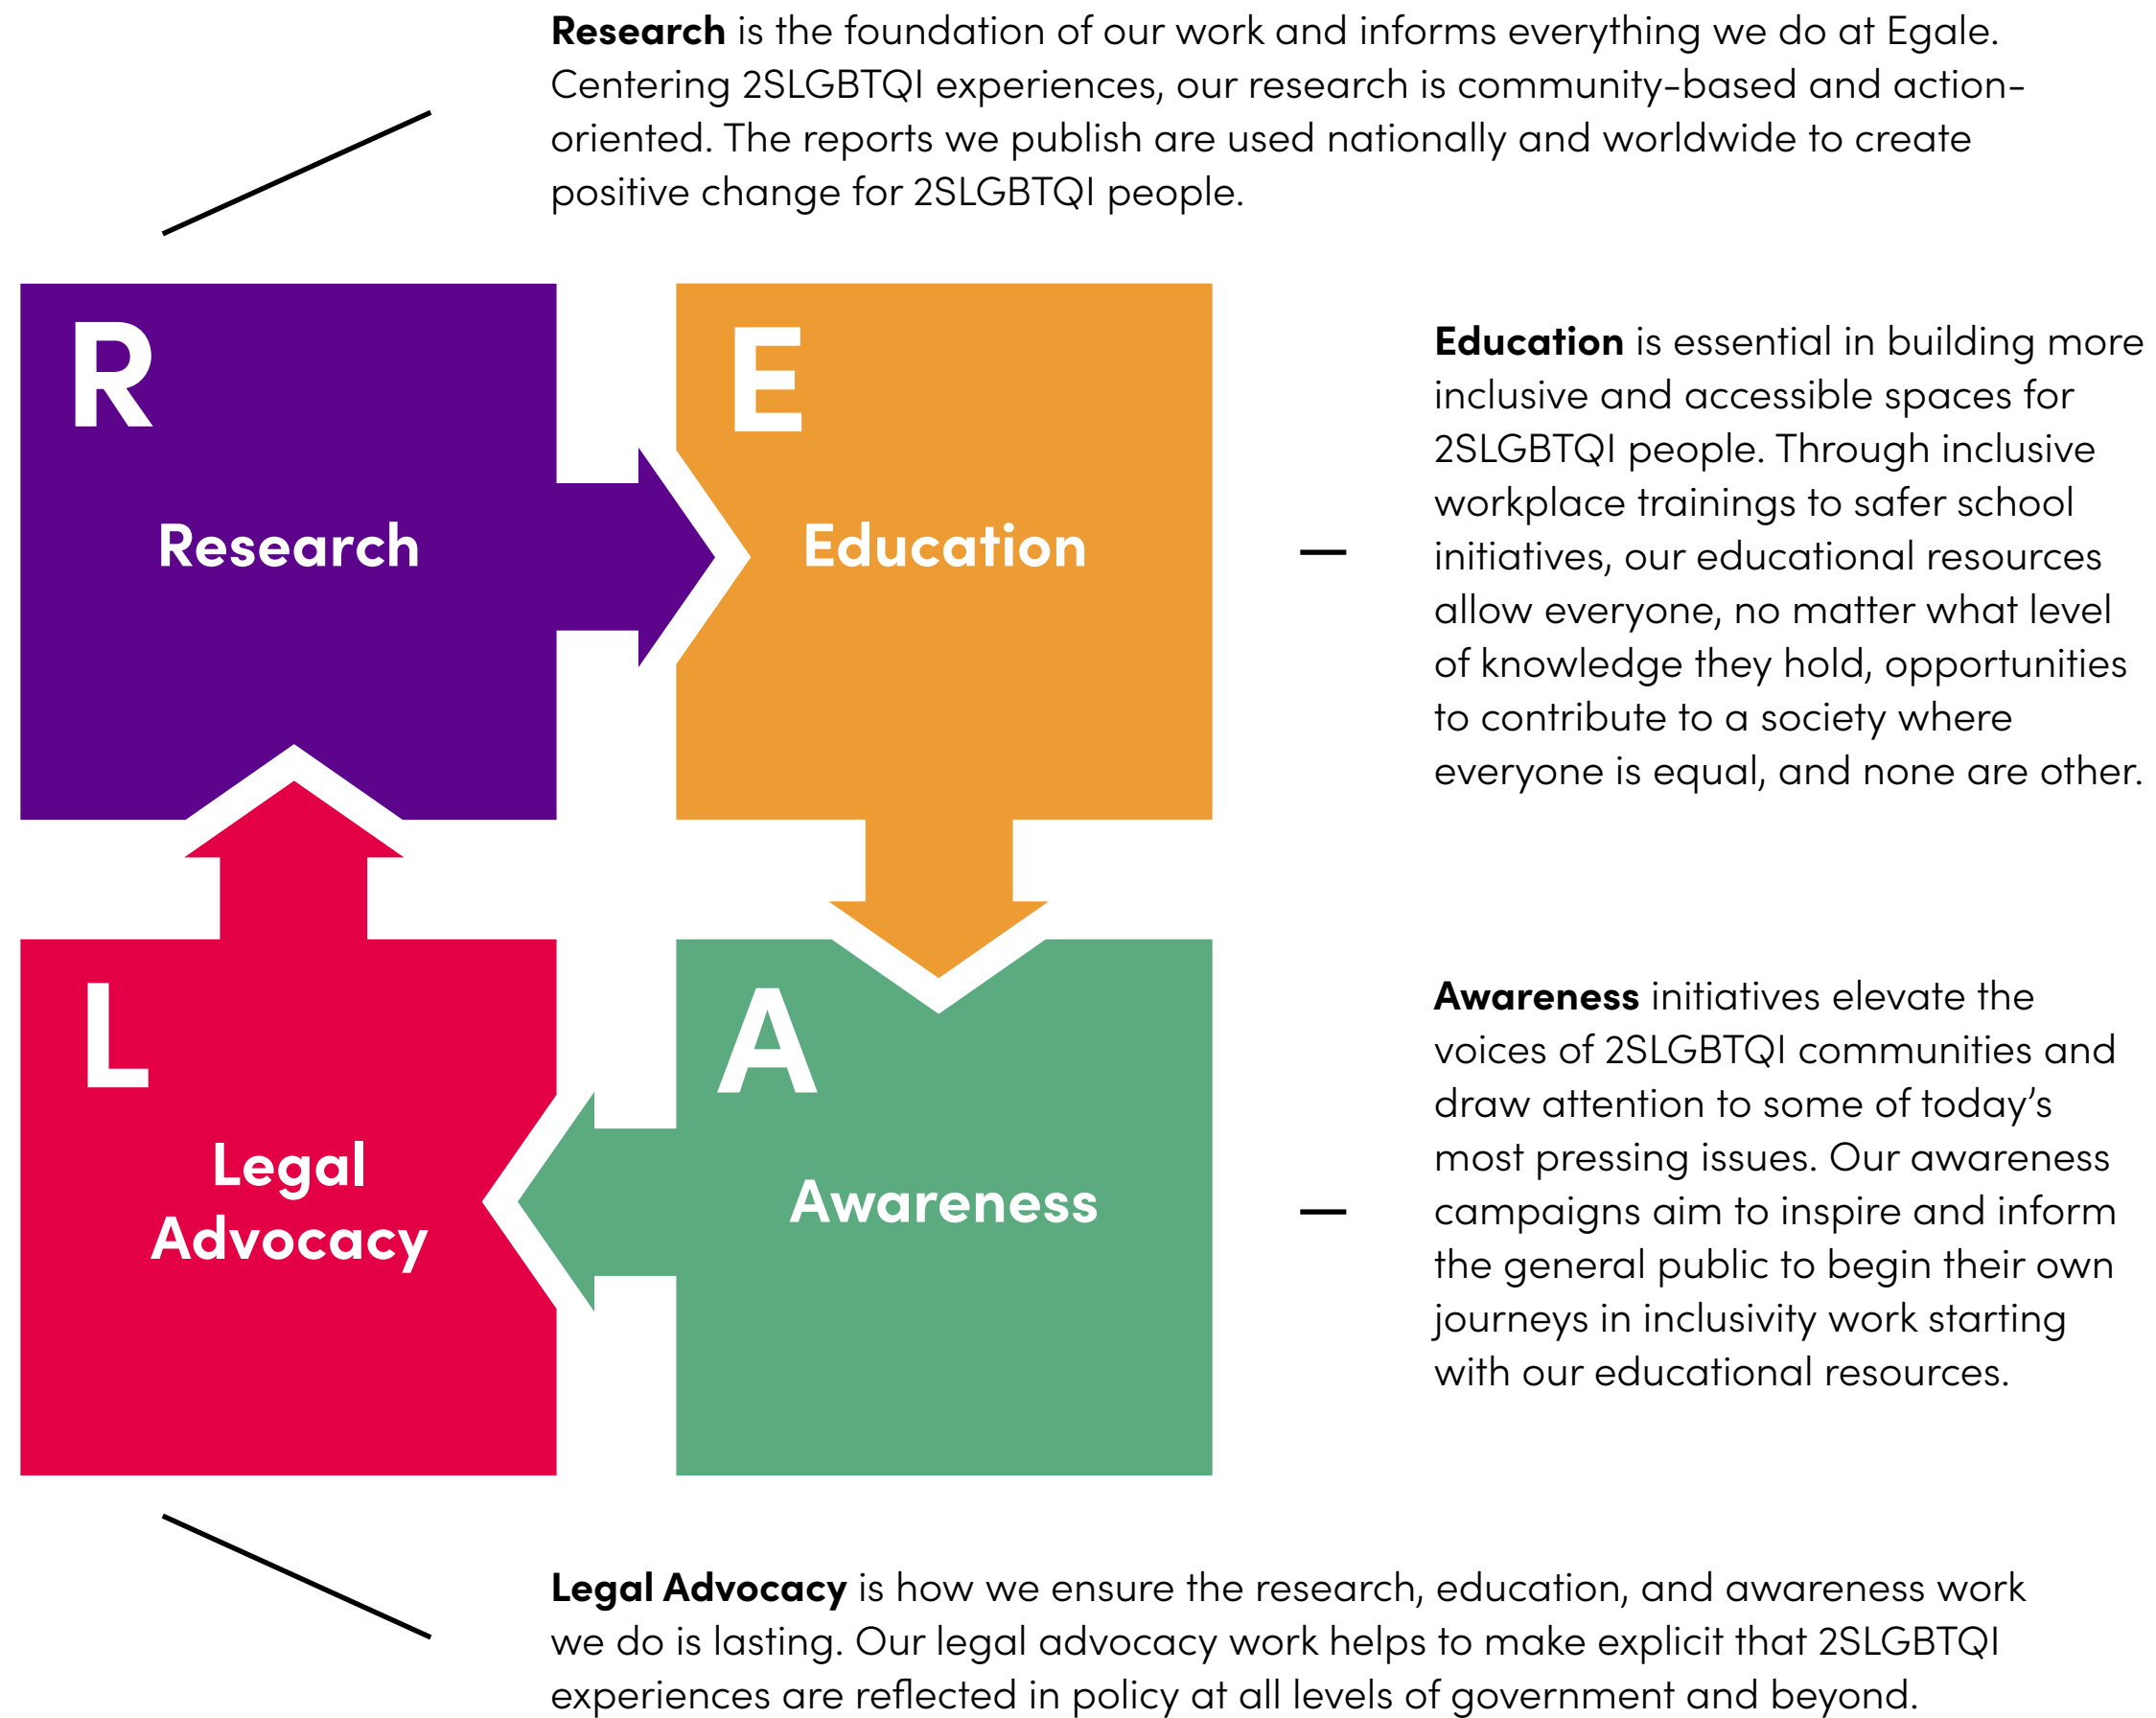 Research is the foundation of our work and informs everything we do at Egale.
Centering 2SLGBTQI experiences, our research is community-based and action-
oriented. The reports we publish are used nationally and worldwide to create
positive change for 2SLGBTQI people.
R
Research
E
Education
Education is essential in building more
inclusive and accessible spaces for
2SLGBTQI people. Through inclusive
workplace trainings to safer school
initiatives, our educational resources
allow everyone, no matter what level
of knowledge they hold, opportunities
to contribute to a society where
everyone is equal, and none are other.
L
Legal
Advocacy
A
Awareness
Awareness initiatives elevate the
voices of 2SLGBTQI communities and
draw attention to some of today’s
most pressing issues. Our awareness
campaigns aim to inspire and inform
the general public to begin their own
journeys in inclusivity work starting
with our educational resources.
Legal Advocacy is how we ensure the research, education, and awareness work
we do is lasting. Our legal advocacy work helps to make explicit that 2SLGBTQI
experiences are reflected in policy at all levels of government and beyond.